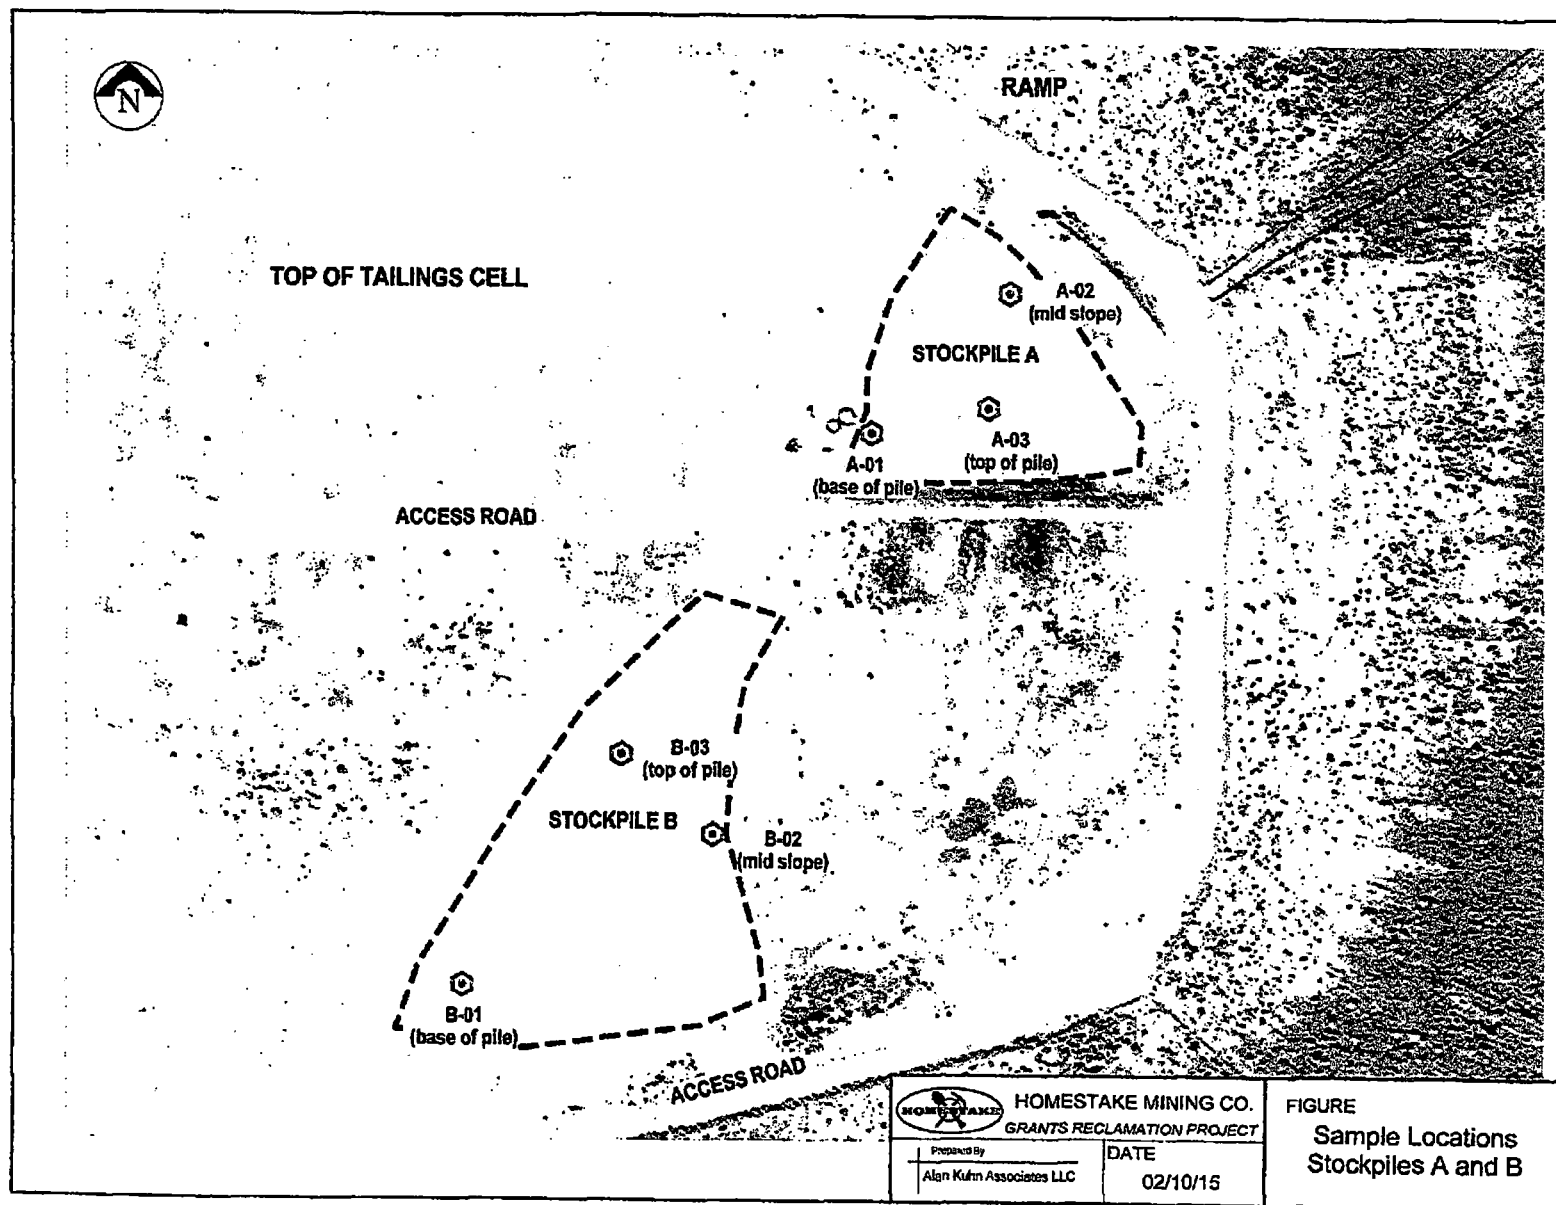 N
RAMP
TOP OF TAILINGS CELL
A-02
(mid slope)
STOCKPILE A
A-03
(top of pile)
A-01
(base of pile)
ACCESS ROAD
B-03
(top of pile)
STOCKPILE B
B-02
(mid slope)
B-01
(base of pile)
ACCESS ROAD
HOMESTAKE
HOMESTAKE MINING CO.
GRANTS RECLAMATION PROJECT
Prepared By
Alan Kuhn Associates LLC
DATE
02/10/15
FIGURE
Sample Locations
Stockpiles A and B